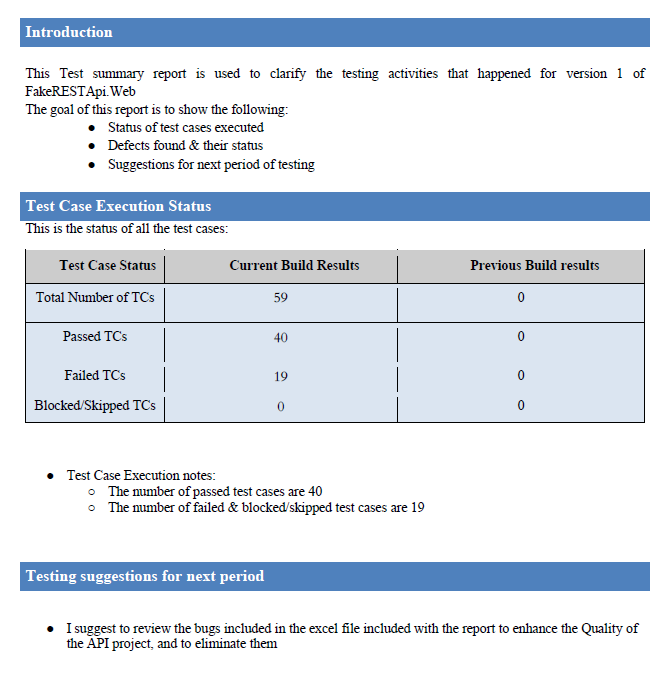 Introduction
This Test summary report is used to clarify the testing activities that happened for version 1 of
FakeRESTApi.Web
The goal of this report is to show the following:
● Status of test cases executed
● Defects found & their status
● Suggestions for next period of testing
Test Case Execution Status
This is the status of all the test cases:
Test Case Status Current Build Results Previous Build results
Total Number of TCs 59 0
Passed TCs 40 0
Failed TCs 19 0
Blocked/Skipped TCs 0 0
● Test Case Execution notes:
○ The number of passed test cases are 40
○ The number of failed & blocked/skipped test cases are 19
Testing suggestions for next period
● I suggest to review the bugs included in the excel file included with the report to enhance the Quality of
the API project, and to eliminate them